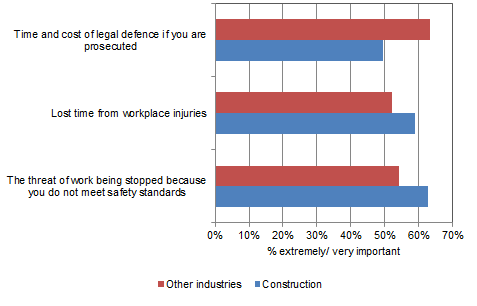 Time and cost of legal defence if you are
prosecuted
Lost time from workplace injuries
The threat of work being stopped because
you do not meet safety standards
0% 10% 20% 30% 40% 50% 60% 70%
% extremely/ very important
Other industries Construction